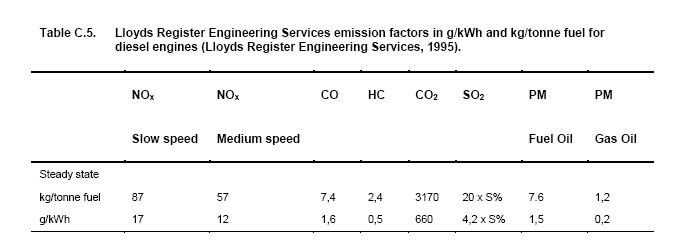 Table C.5. Lloyds Register Engineering Services emission factors in g/kWh and kg/tonne fuel for
diesel engines (Lloyds Register Engineering Services, 1995).
NOx NOx CO HC CO2 SO2 PM PM
Slow speed Medium speed Fuel Oil Gas Oil
Steady state
kg/tonne fuel 87 57 7,4 2,4 3170 20 x S% 7.6 1,2
g/kWh 17 12 1,6 0,5 660 4,2 x S% 1,5 0,2